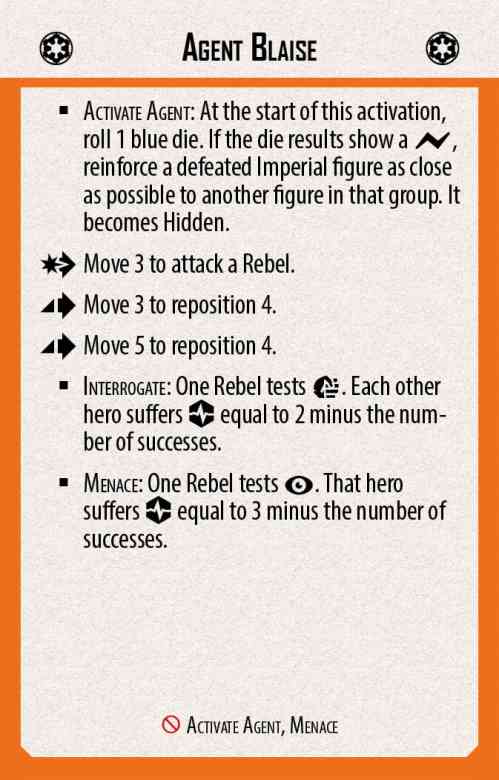 Agent Blaise
▪ Activate Agent: At the start of this activation,
roll 1 blue die. If the die results show a ,
reinforce a defeated Imperial figure as close
as possible to another figure in that group. It
becomes Hidden.
Move 3 to attack a Rebel.
Move 3 to reposition 4.
Move 5 to reposition 4.
▪ Interrogate: One Rebel tests . Each other
hero suffers equal to 2 minus the num-
ber of successes.
▪ Menace: One Rebel tests . That hero
suffers equal to 3 minus the number of
successes.
Activate Agent, Menace